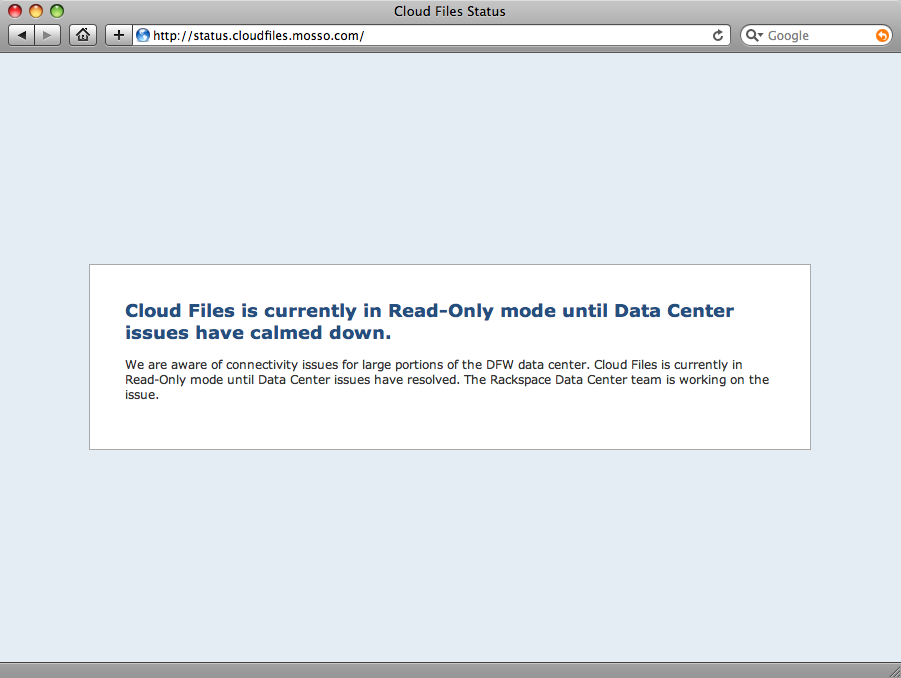 Cloud Files Status
http://status.cloudfiles.mosso.com/
Google
Cloud Files is currently in Read-Only mode until Data Center
issues have calmed down.
We are aware of connectivity issues for large portions of the DFW data center. Cloud Files is currently in
Read-Only mode until Data Center issues have resolved. The Rackspace Data Center team is working on the
issue.